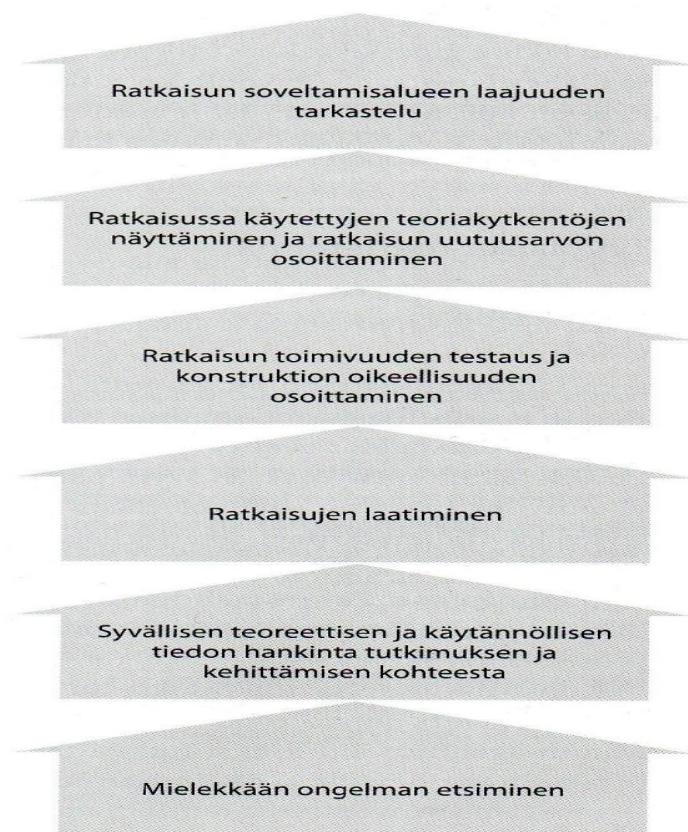 Ratkaisun soveltamisalueen laajuuden
tarkastelu
Ratkaisussa käytettyjen teoriakytkentöjen
näyttäminen ja ratkaisun uutuusarvon
osoittaminen
Ratkaisun toimivuuden testaus ja
konstruktion oikeellisuuden
osoittaminen
Ratkaisujen laatiminen
Syvällisen teoreettisen ja käytännöllisen
tiedon hankinta tutkimuksen ja
kehittämisen kohteesta
Mielekkään ongelman etsiminen